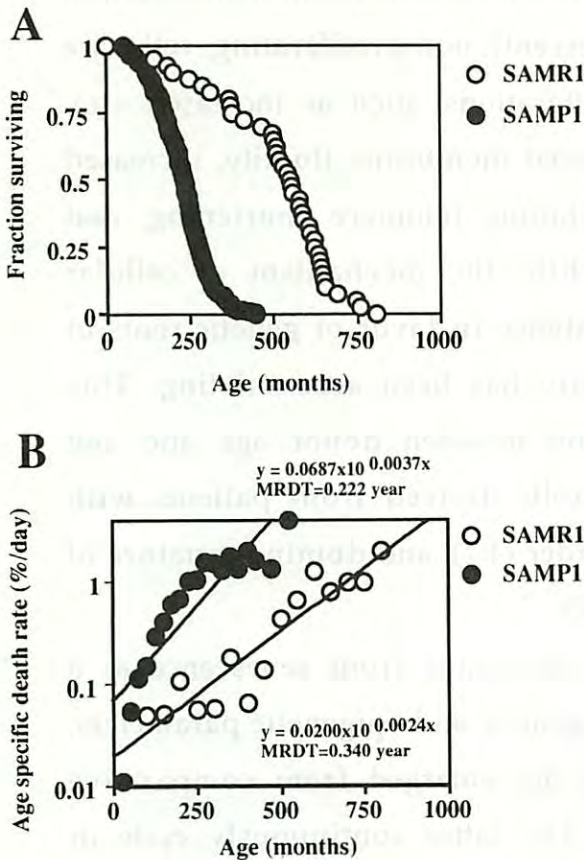 A
1
0.75
0.5
0.25
0
Fraction surviving
0 250 500 750 1000
Age (months)
SAMR1
SAMP1
B
y = 0.0687x10 0.0037x
MRDT=0.222 year
1
0.1
0.01
Age specific death rate (%/day)
y = 0.0200x10 0.0024x
MRDT=0.340 year
0 250 500 750 1000
Age (months)
SAMR1
SAMP1